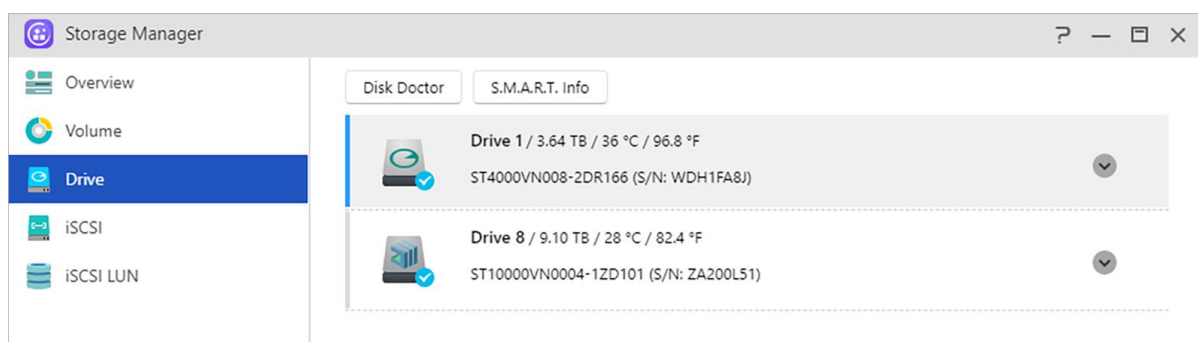 Storage Manager
Overview
Volume
Drive
iSCSI
iSCSI LUN
Disk Doctor
S.M.A.R.T. Info
Drive 1 / 3.64 TB / 36 °C / 96.8 °F
ST4000VN008-2DR166 (S/N: WDH1FA8J)
Drive 8 / 9.10 TB / 28 °C / 82.4 °F
ST10000VN0004-1ZD101 (S/N: ZA200L51)